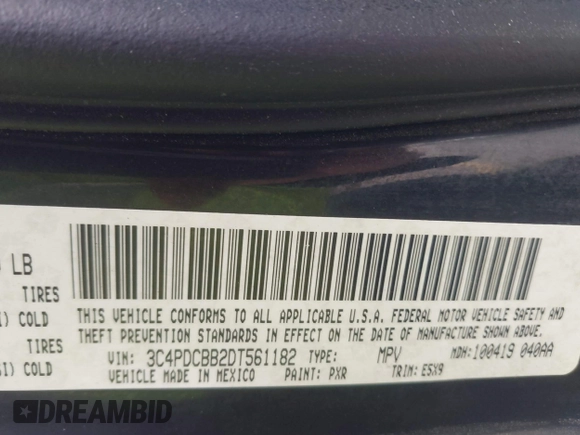 LB
TIRES
COLD
TIRES
COLD
THIS VEHICLE CONFORMS TO ALL APPLICABLE U.S.A. FEDERAL MOTOR VEHICLE SAFETY AND
THEFT PREVENTION STANDARDS IN EFFECT ON THE DATE OF MANUFACTURE SHOWN ABOVE.
VIN: 3C4PDCBB2DT561182 TYPE: MPV MDH: 100419 040AA
VEHICLE MADE IN MEXICO PAINT: PXR TRIM: E5X9
DREAMBID